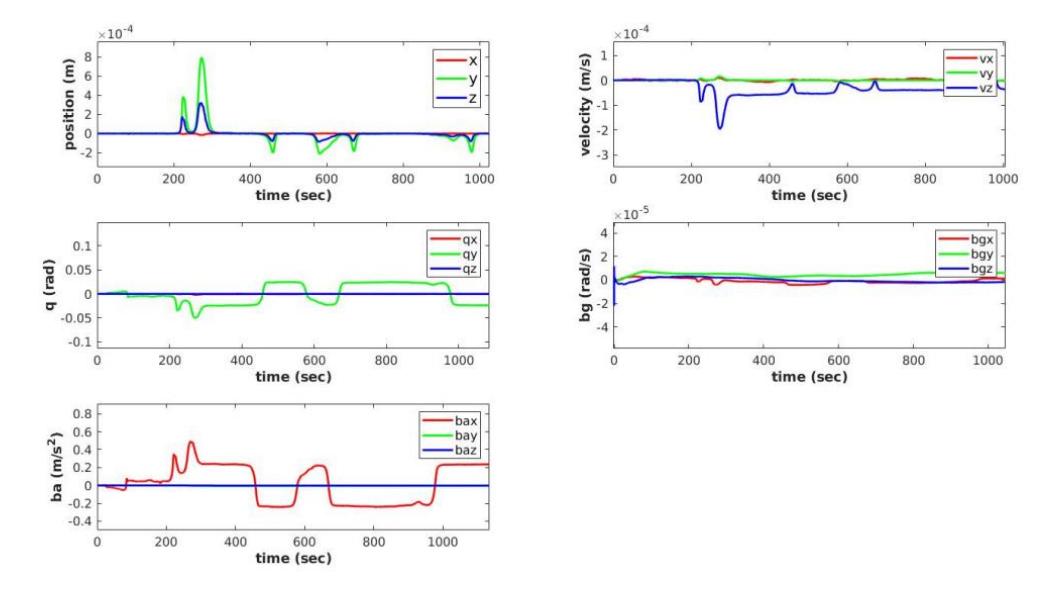 ×10-4
position (m)
8
6
4
2
0
-2
0 200 400 600 800 1000
time (sec)
x
y
z
×10-4
velocity (m/s)
1
0
-1
-2
-3
0 200 400 600 800 1000
time (sec)
vx
vy
vz
q (rad)
0.1
0.05
0
-0.05
-0.1
0 200 400 600 800 1000
time (sec)
qx
qy
qz
×10-5
bg (rad/s)
4
2
0
-2
-4
0 200 400 600 800 1000
time (sec)
bgx
bgy
bgz
ba (m/s2)
0.8
0.6
0.4
0.2
0
-0.2
-0.4
0 200 400 600 800 1000
time (sec)
bax
bay
baz